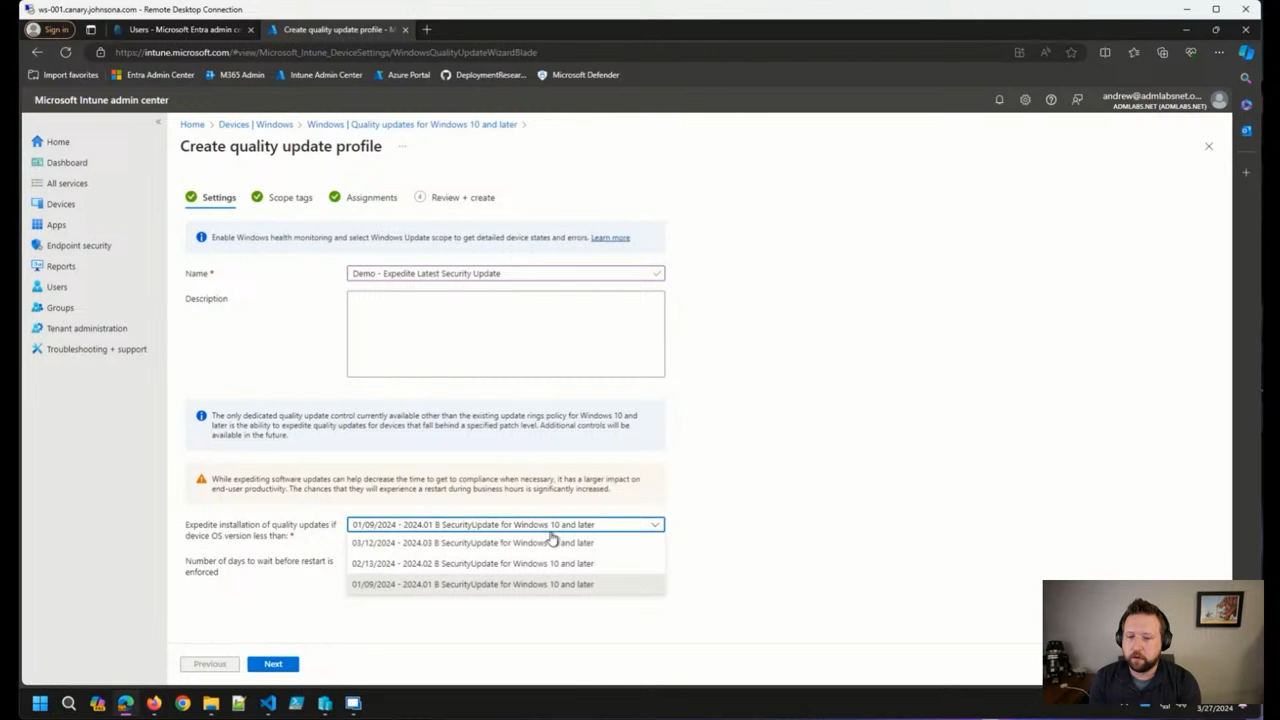 ws-001.canary.johnsona.com - Remote Desktop Connection
Sign in
Users - Microsoft Entra admin ce
Create quality update profile -
https://intune.microsoft.com/#view/Microsoft_Intune_DeviceSettings/WindowsQualityUpdateWizardBlade
Import favorites
Entra Admin Center
M365 Admin
Intune Admin Center
Azure Portal
DeploymentResear...
Microsoft Defender
Microsoft Intune admin center
andrew@admlabsnet.o...
ADMLABS.NET (ADMLABS.NET)
Home
Dashboard
All services
Devices
Apps
Endpoint security
Reports
Users
Groups
Tenant administration
Troubleshooting + support
Home > Devices | Windows > Windows | Quality updates for Windows 10 and later >
Create quality update profile
Settings
Scope tags
Assignments
4 Review + create
Enable Windows health monitoring and select Windows Update scope to get detailed device states and errors. Learn more
Name *
Demo - Expedite Latest Security Update
Description
The only dedicated quality update control currently available other than the existing update rings policy for Windows 10 and
later is the ability to expedite quality updates for devices that fall behind a specified patch level. Additional controls will be
available in the future.
While expediting software updates can help decrease the time to get to compliance when necessary, it has a larger impact on
end-user productivity. The chances that they will experience a restart during business hours is significantly increased.
Expedite installation of quality updates if
device OS version less than: *
01/09/2024 - 2024.01 B SecurityUpdate for Windows 10 and later
03/12/2024 - 2024.03 B SecurityUpdate for Windows 10 and later
02/13/2024 - 2024.02 B SecurityUpdate for Windows 10 and later
01/09/2024 - 2024.01 B SecurityUpdate for Windows 10 and later
Number of days to wait before restart is
enforced
Previous
Next
3/27/2024